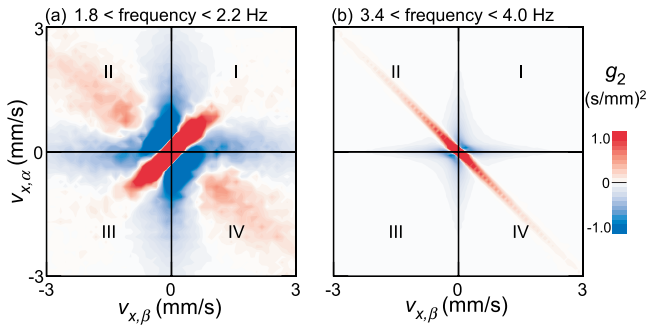 (a) 1.8 < frequency < 2.2 Hz
(b) 3.4 < frequency < 4.0 Hz
3
II
I
II
I
g2
(s/mm)²
1.0
0
-1.0
vx,α (mm/s)
0
III
IV
III
IV
-3
-3
0
3
-3
0
3
vx,β (mm/s)
vx,β (mm/s)